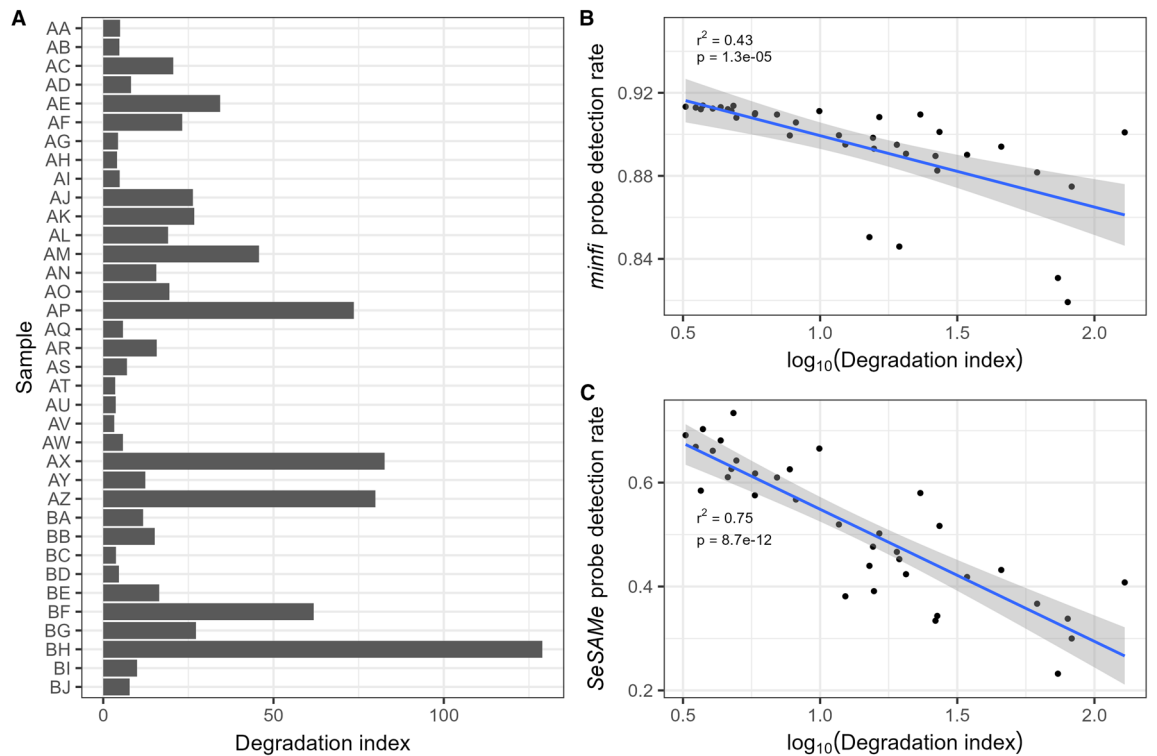 A
AA
AB
AC
AD
AE
AF
AG
AH
AI
AJ
AK
AL
AM
AN
AO
AP
AQ
AR
AS
AT
AU
AV
AW
AX
AY
AZ
BA
BB
BC
BD
BE
BF
BG
BH
BI
BJ
Sample
0 50 100
Degradation index
B
r² = 0.43
p = 1.3e-05
0.92
0.88
0.84
minfi probe detection rate
0.5 1.0 1.5 2.0
log₁₀(Degradation index)
C
r² = 0.75
p = 8.7e-12
0.6
0.4
0.2
SeSAMe probe detection rate
0.5 1.0 1.5 2.0
log₁₀(Degradation index)